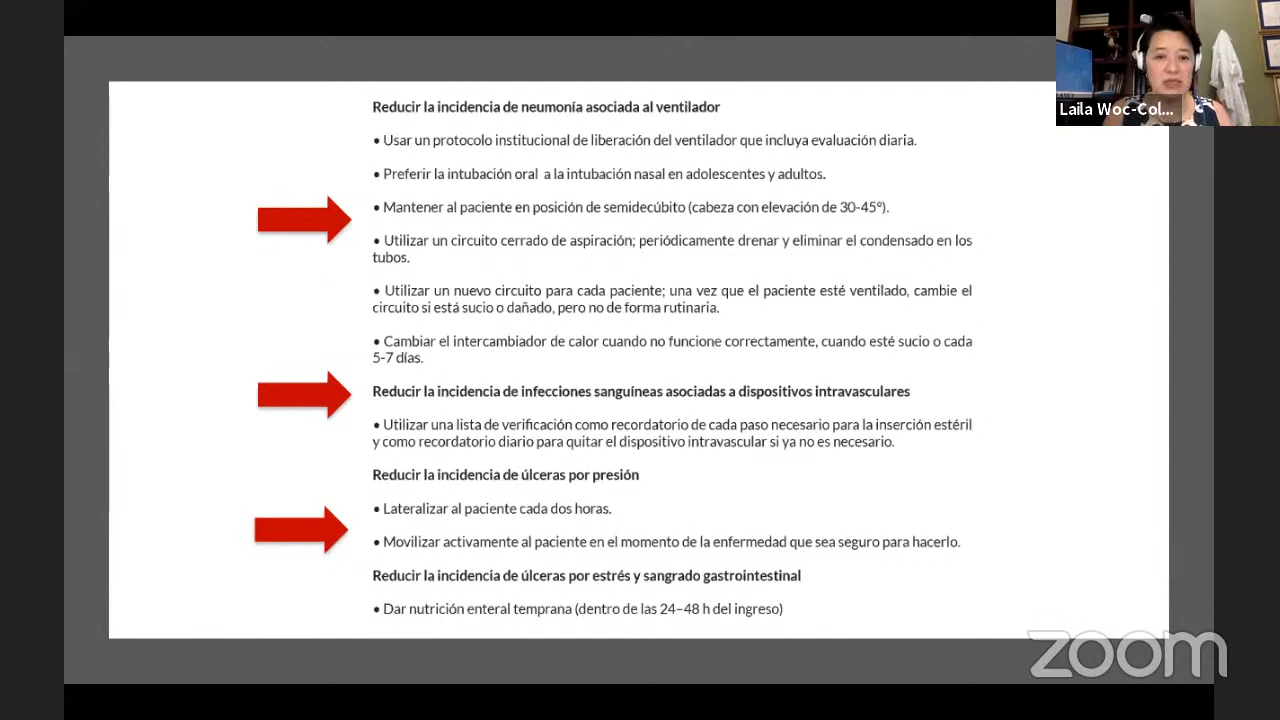 Laila Woc-Col...
Reducir la incidencia de neumonía asociada al ventilador
• Usar un protocolo institucional de liberación del ventilador que incluya evaluación diaria.
• Preferir la intubación oral a la intubación nasal en adolescentes y adultos.
• Mantener al paciente en posición de semidecúbito (cabeza con elevación de 30-45°).
• Utilizar un circuito cerrado de aspiración; periódicamente drenar y eliminar el condensado en los
tubos.
• Utilizar un nuevo circuito para cada paciente; una vez que el paciente esté ventilado, cambie el
circuito si está sucio o dañado, pero no de forma rutinaria.
• Cambiar el intercambiador de calor cuando no funcione correctamente, cuando esté sucio o cada
5-7 días.
Reducir la incidencia de infecciones sanguíneas asociadas a dispositivos intravasculares
• Utilizar una lista de verificación como recordatorio de cada paso necesario para la inserción estéril
y como recordatorio diario para quitar el dispositivo intravascular si ya no es necesario.
Reducir la incidencia de úlceras por presión
• Lateralizar al paciente cada dos horas.
• Movilizar activamente al paciente en el momento de la enfermedad que sea seguro para hacerlo.
Reducir la incidencia de úlceras por estrés y sangrado gastrointestinal
• Dar nutrición enteral temprana (dentro de las 24–48 h del ingreso)
zoom